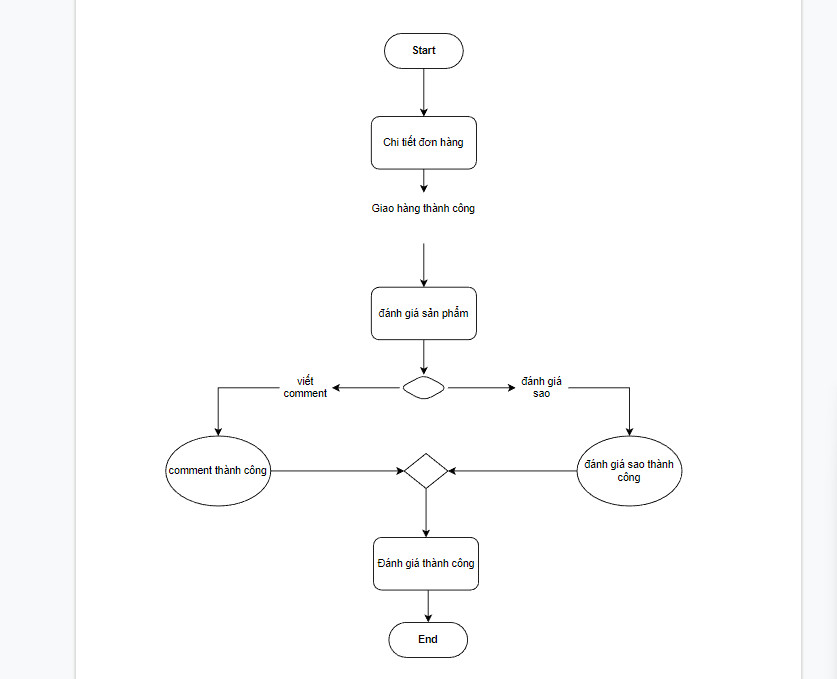 Start
Chi tiết đơn hàng
Giao hàng thành công
đánh giá sản phẩm
viết
comment
đánh giá
sao
comment thành công
đánh giá sao thành
công
Đánh giá thành công
End